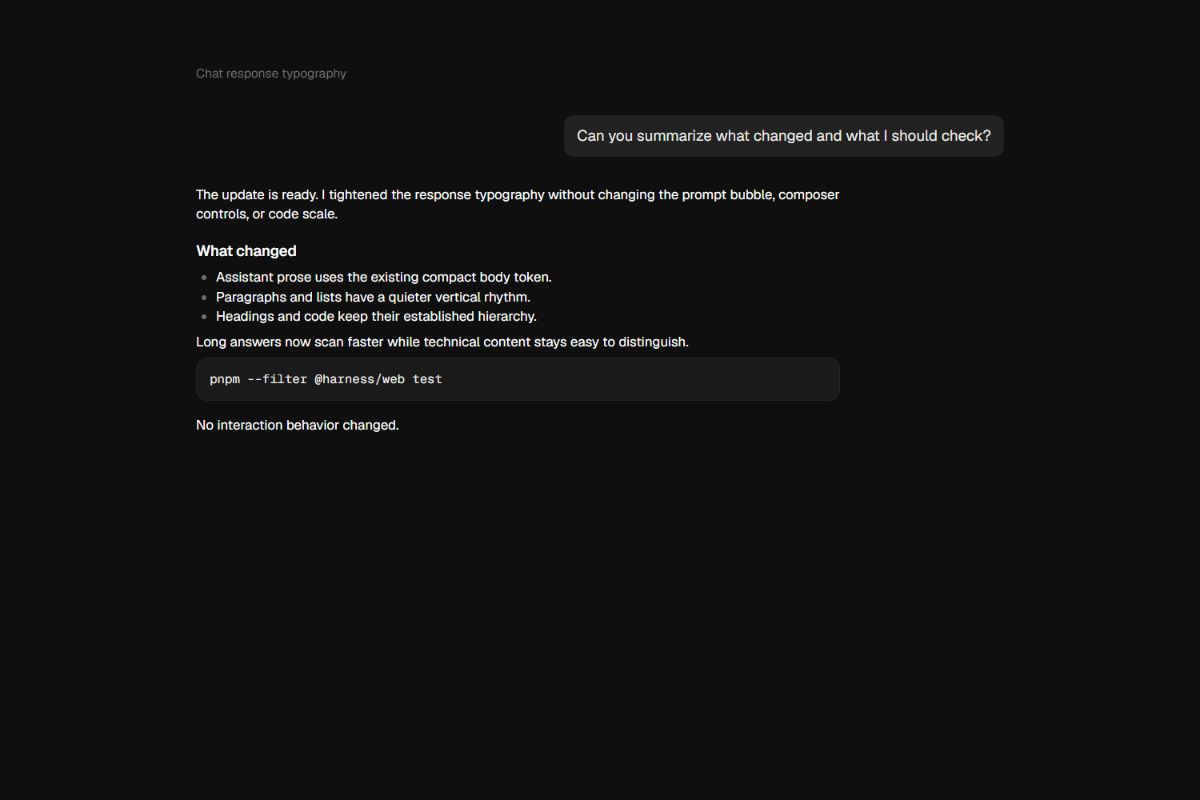 Chat response typography
Can you summarize what changed and what I should check?
The update is ready. I tightened the response typography without changing the prompt bubble, composer
controls, or code scale.
What changed
• Assistant prose uses the existing compact body token.
• Paragraphs and lists have a quieter vertical rhythm.
• Headings and code keep their established hierarchy.
Long answers now scan faster while technical content stays easy to distinguish.
pnpm --filter @harness/web test
No interaction behavior changed.